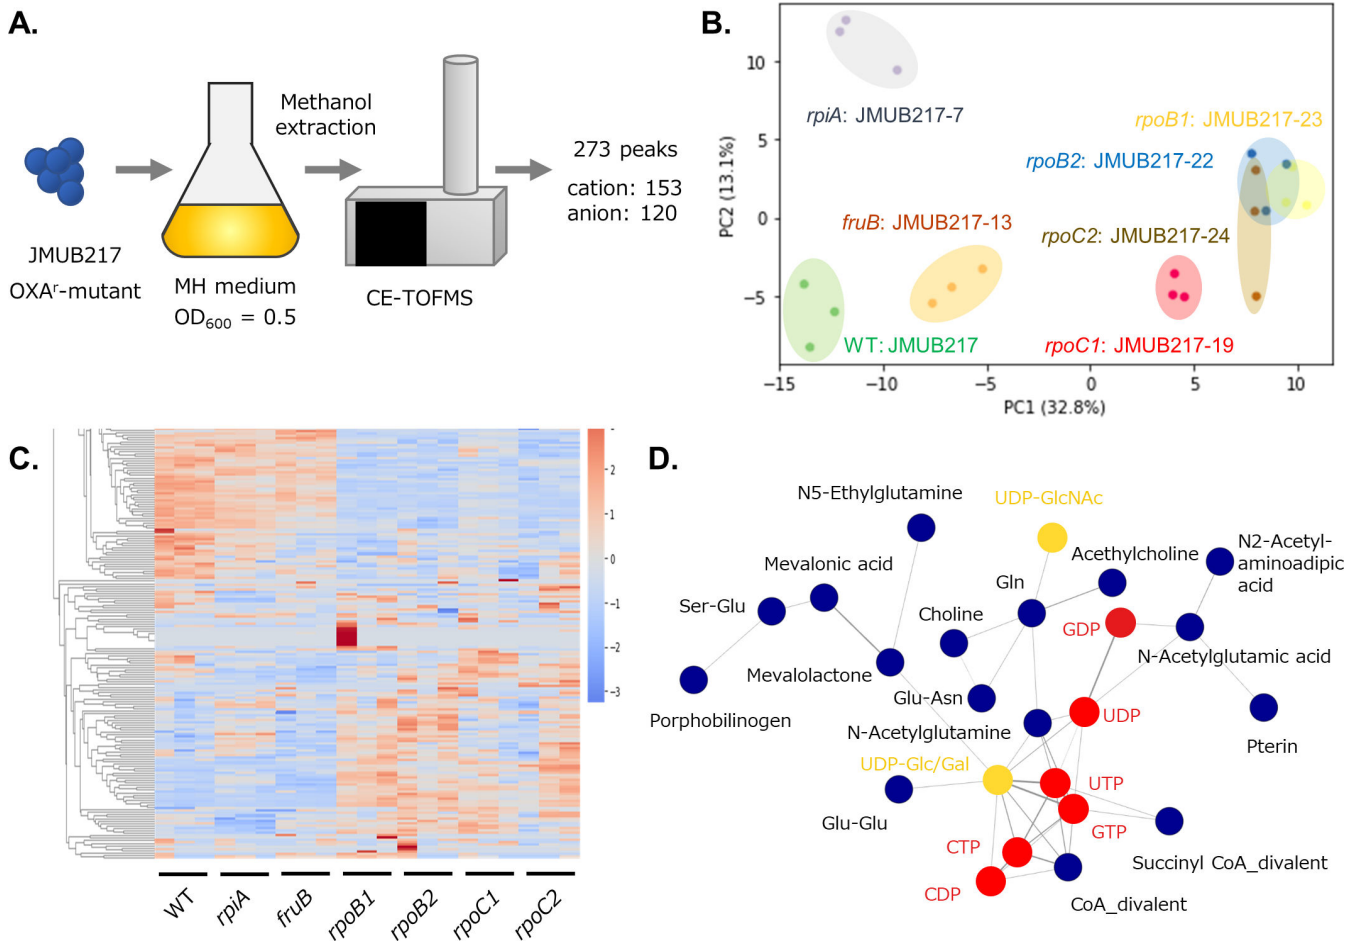 A.
JMUB217
OXAʳ-mutant
Methanol
extraction
MH medium
OD₆₀₀ = 0.5
CE-TOFMS
273 peaks
cation: 153
anion: 120
B.
PC2 (13.1%)
10
5
0
−5
rpiA: JMUB217-7
rpoB1: JMUB217-23
rpoB2: JMUB217-22
fruB: JMUB217-13
rpoC2: JMUB217-24
WT: JMUB217
rpoC1: JMUB217-19
−15
−10
−5
0
5
10
PC1 (32.8%)
C.
2
1
0
−1
−2
−3
WT
rpiA
fruB
rpoB1
rpoB2
rpoC1
rpoC2
D.
N5-Ethylglutamine
UDP-GlcNAc
Mevalonic acid
Acethylcholine
N2-Acetyl-
aminoadipic
acid
Ser-Glu
Gln
Choline
GDP
N-Acetylglutamic acid
Mevalolactone
Glu-Asn
Porphobilinogen
N-Acetylglutamine
UDP
Pterin
UDP-Glc/Gal
UTP
Glu-Glu
GTP
CTP
Succinyl CoA_divalent
CDP
CoA_divalent